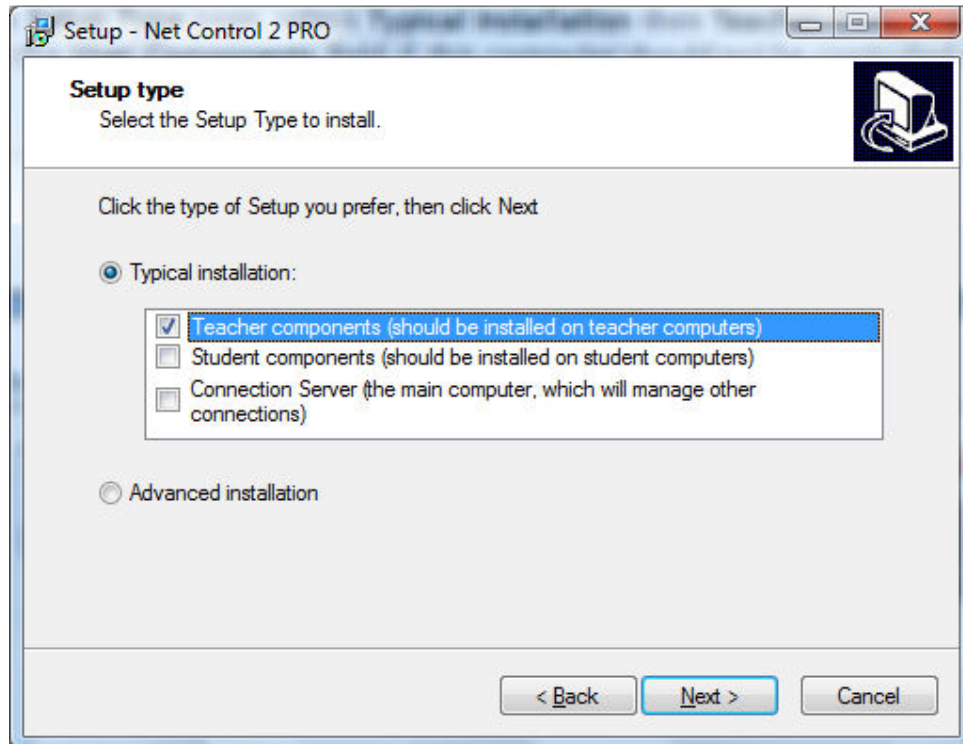 Setup - Net Control 2 PRO
Setup type
Select the Setup Type to install.
Click the type of Setup you prefer, then click Next
Typical installation:
Teacher components (should be installed on teacher computers)
Student components (should be installed on student computers)
Connection Server (the main computer, which will manage other
connections)
Advanced installation
< Back Next > Cancel